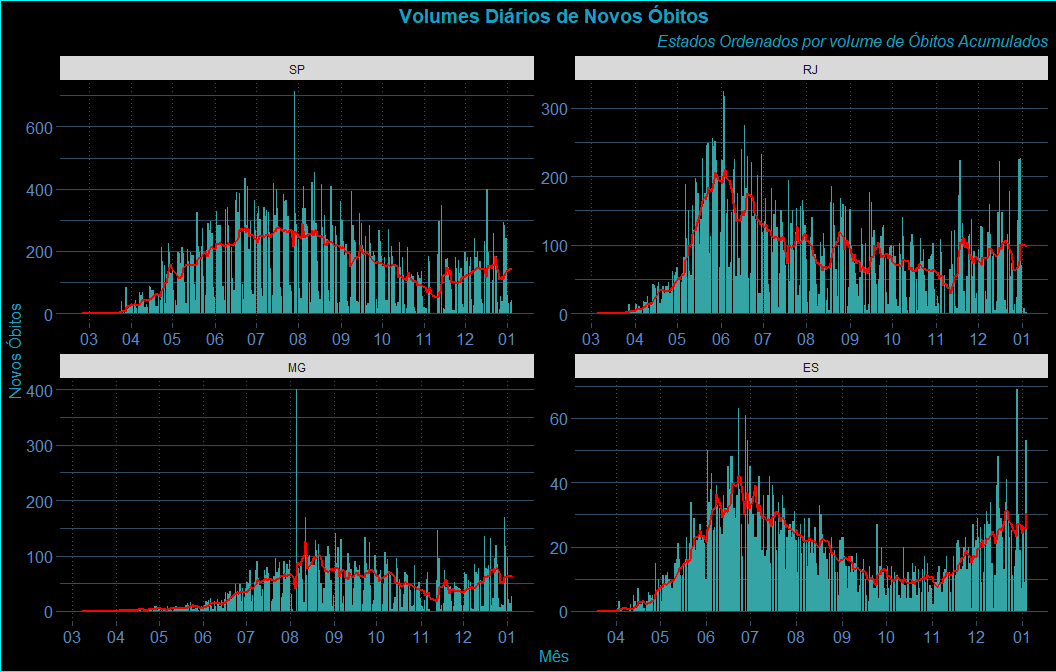 Volumes Diários de Novos Óbitos
Estados Ordenados por volume de Óbitos Acumulados
SP
600
400
200
0
03 04 05 06 07 08 09 10 11 12 01
RJ
300
200
100
0
03 04 05 06 07 08 09 10 11 12 01
Novos Óbitos
MG
400
300
200
100
0
03 04 05 06 07 08 09 10 11 12 01
ES
60
40
20
0
04 05 06 07 08 09 10 11 12 01
Mês